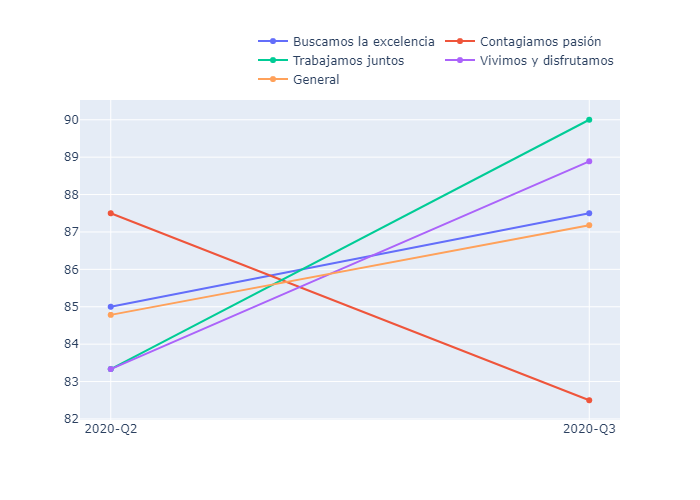 Buscamos la excelencia Contagiamos pasión
Trabajamos juntos Vivimos y disfrutamos
General
90
89
88
87
86
85
84
83
82
2020-Q2 2020-Q3